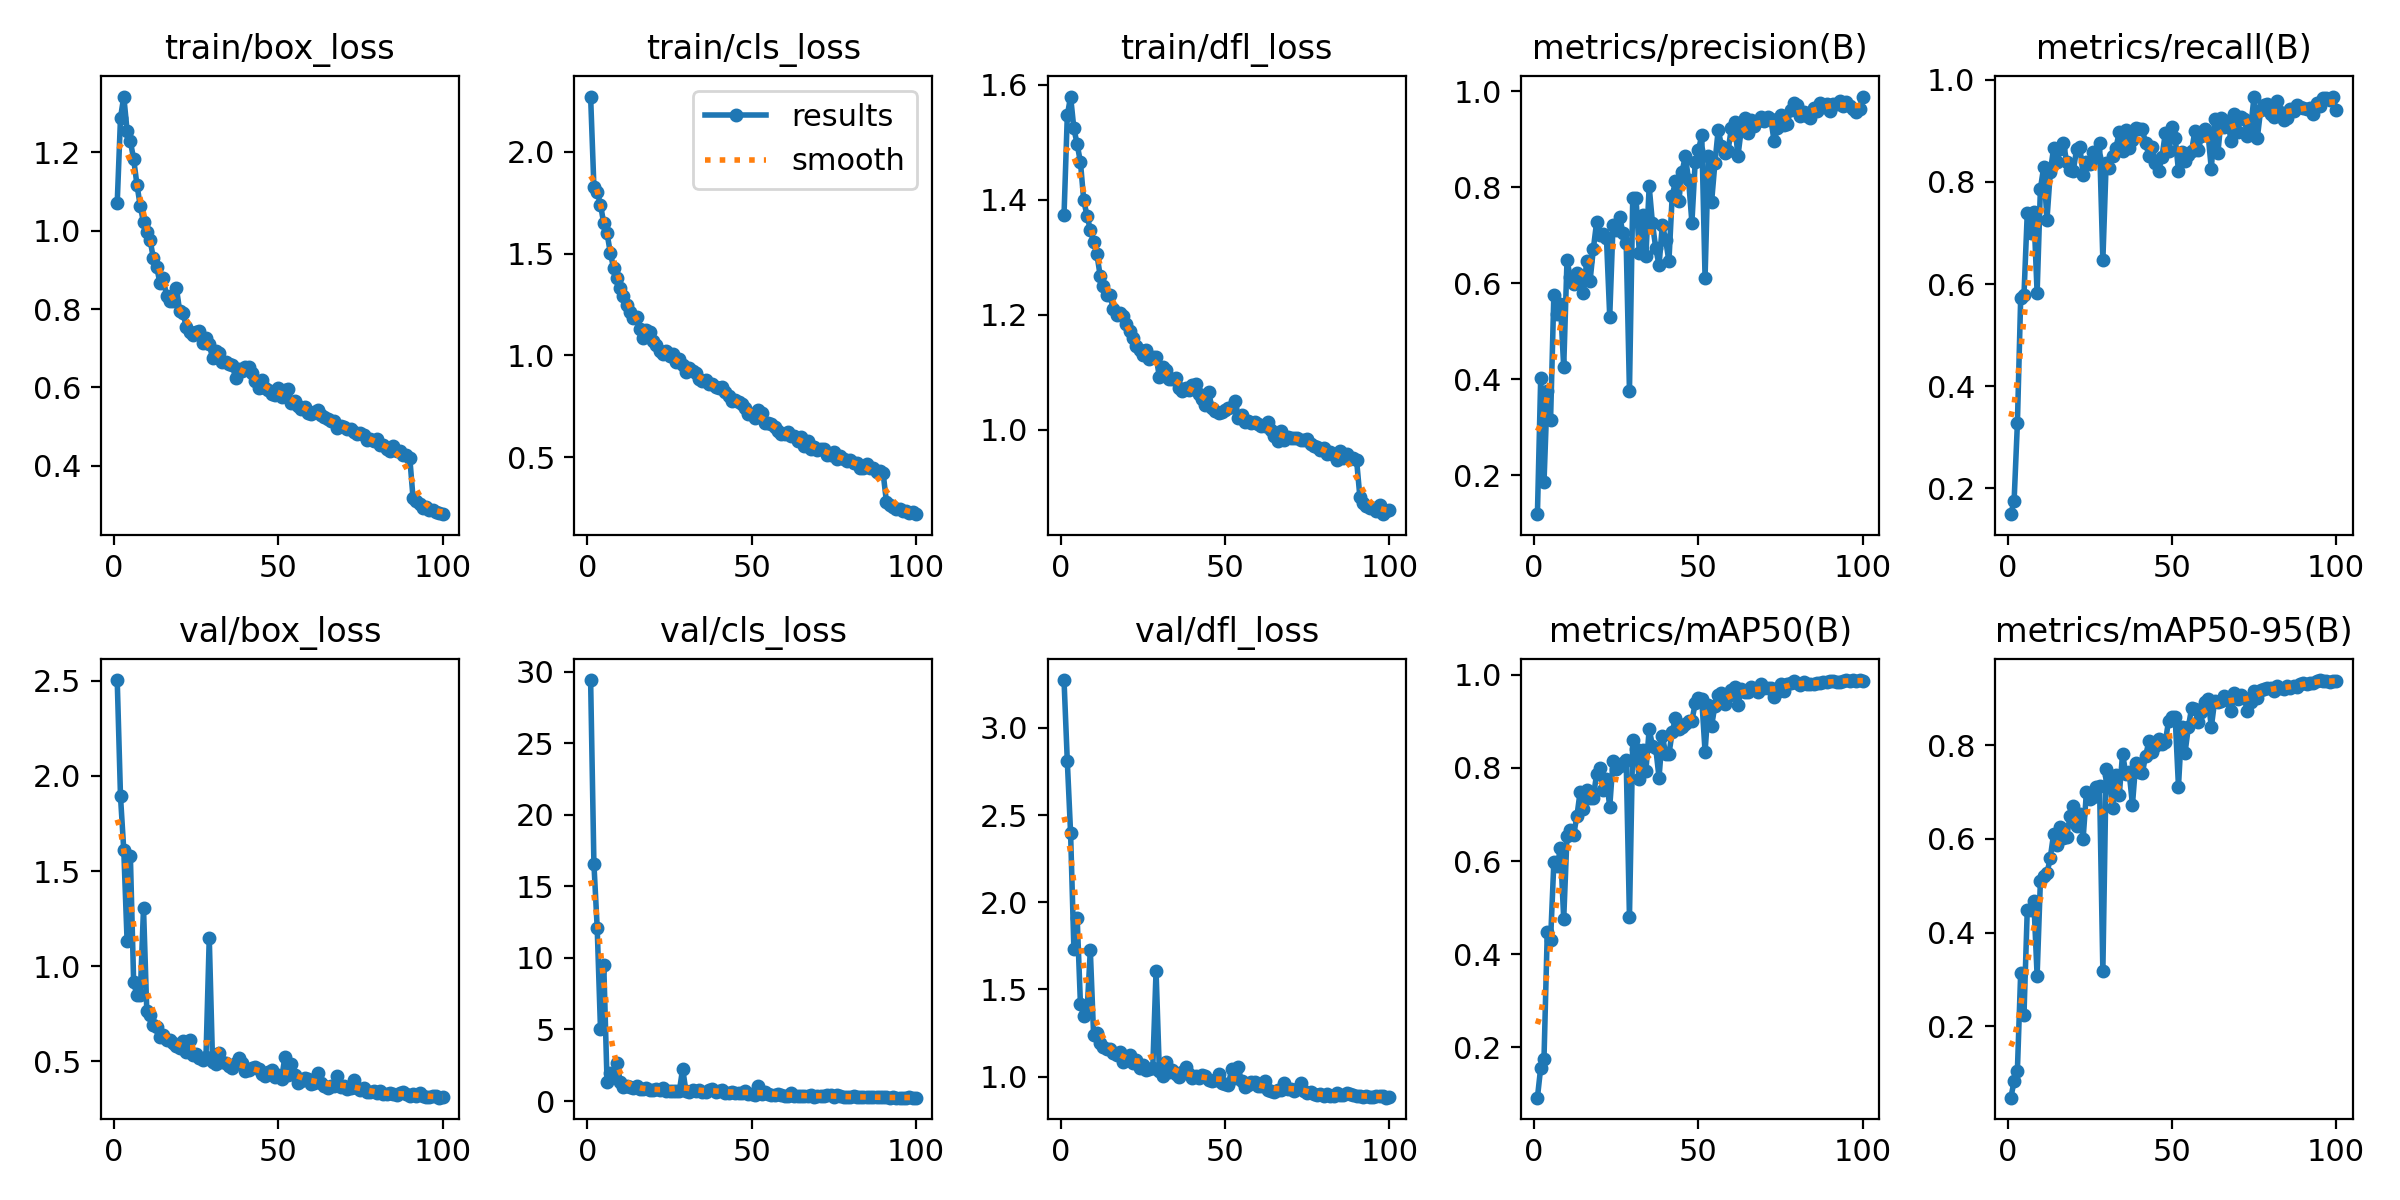 train/box_loss
1.2
1.0
0.8
0.6
0.4
0 50 100
train/cls_loss
results
smooth
2.0
1.5
1.0
0.5
0 50 100
train/dfl_loss
1.6
1.4
1.2
1.0
0 50 100
metrics/precision(B)
1.0
0.8
0.6
0.4
0.2
0 50 100
metrics/recall(B)
1.0
0.8
0.6
0.4
0.2
0 50 100
val/box_loss
2.5
2.0
1.5
1.0
0.5
0 50 100
val/cls_loss
30
25
20
15
10
5
0
0 50 100
val/dfl_loss
3.0
2.5
2.0
1.5
1.0
0 50 100
metrics/mAP50(B)
1.0
0.8
0.6
0.4
0.2
0 50 100
metrics/mAP50-95(B)
0.8
0.6
0.4
0.2
0 50 100